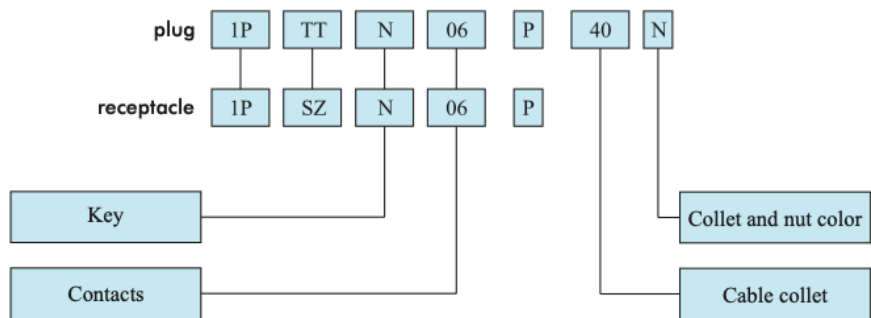 plug 1P TT N 06 P 40 N
receptacle 1P SZ N 06 P
Key
Collet and nut color
Contacts
Cable collet